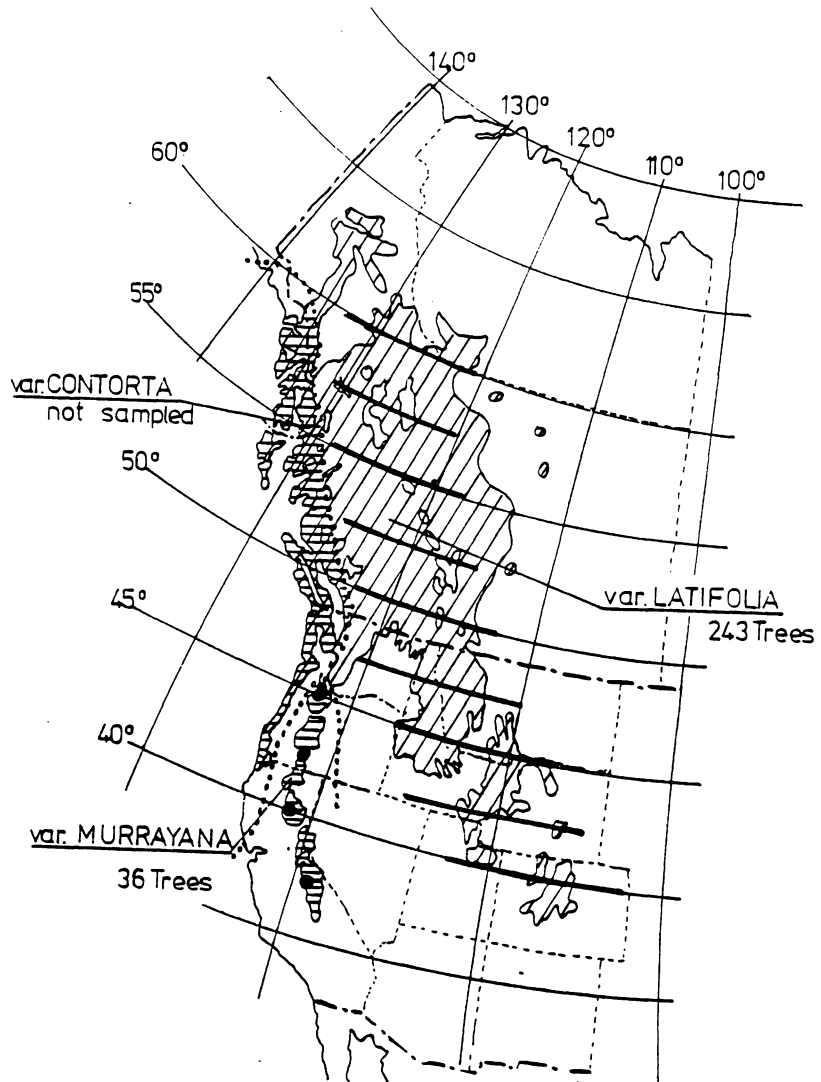 140°
130°
120°
110°
100°
60°
55°
var. CONTORTA
not sampled
50°
45°
var. LATIFOLIA
243 Trees
40°
var. MURRAYANA
36 Trees